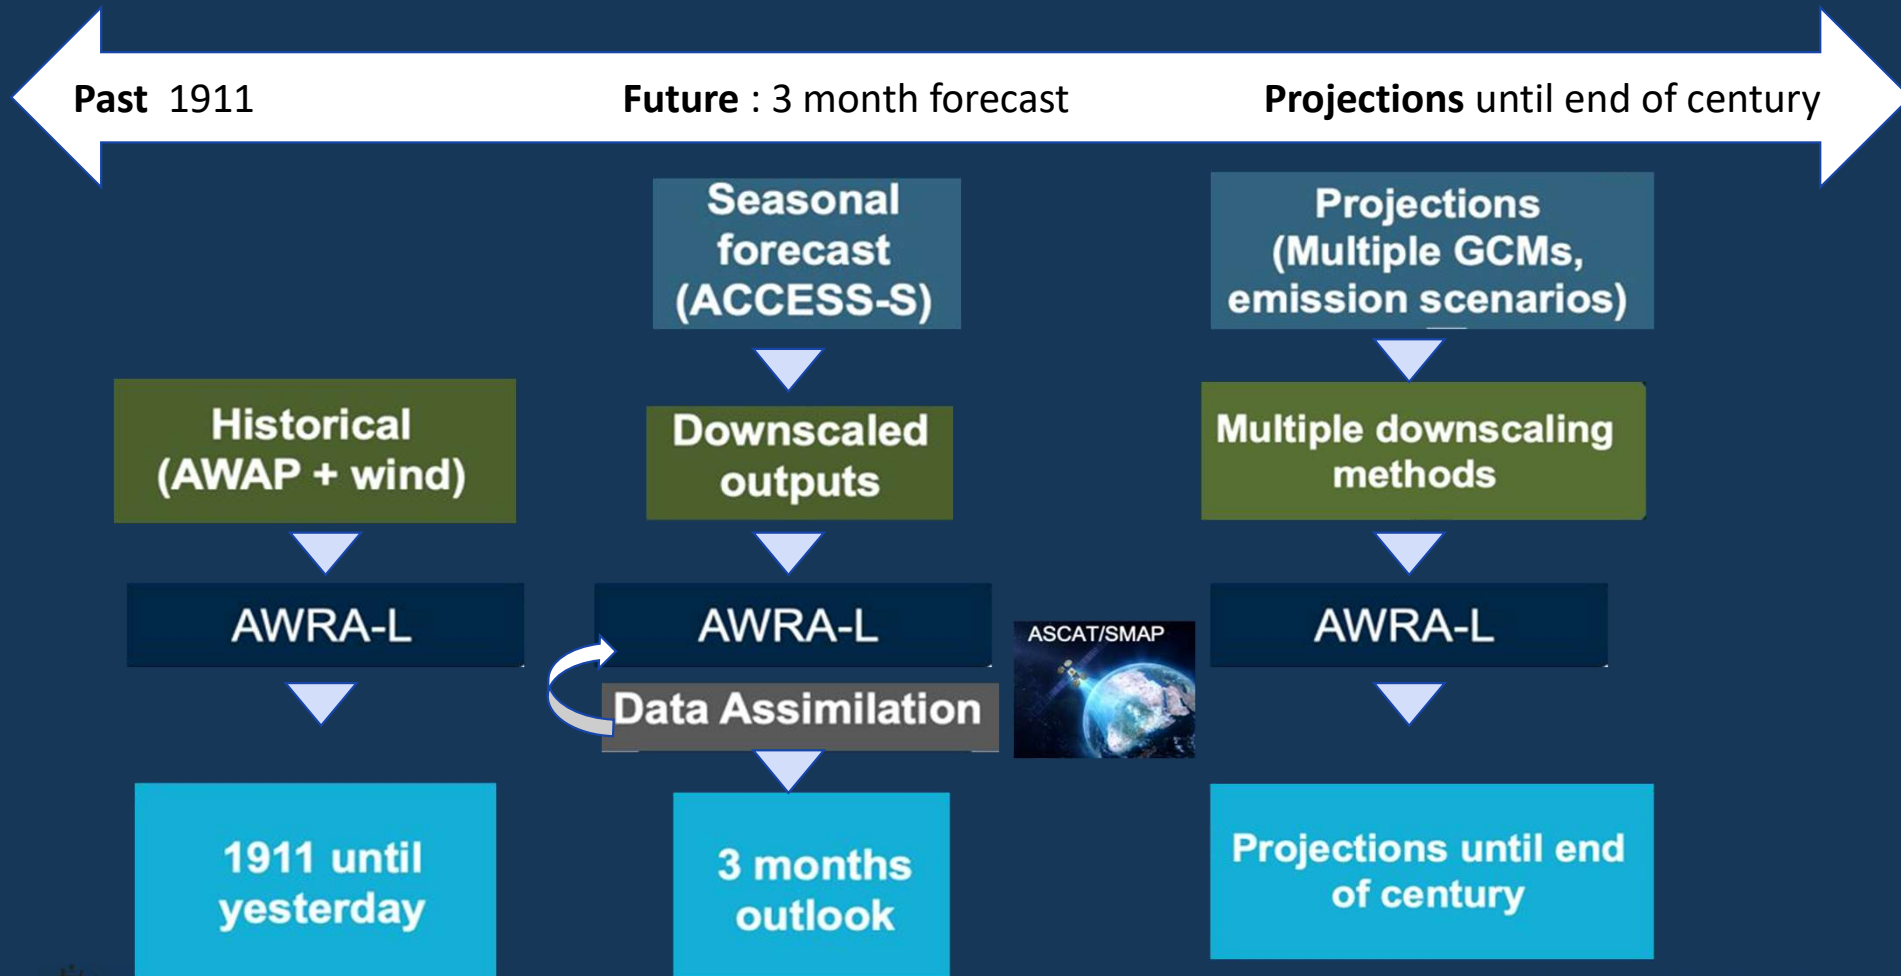 Past 1911
Future : 3 month forecast
Projections until end of century
Seasonal
forecast
(ACCESS-S)
Projections
(Multiple GCMs,
emission scenarios)
Historical
(AWAP + wind)
Downscaled
outputs
Multiple downscaling
methods
AWRA-L
AWRA-L
ASCAT/SMAP
AWRA-L
Data Assimilation
1911 until
yesterday
3 months
outlook
Projections until end
of century